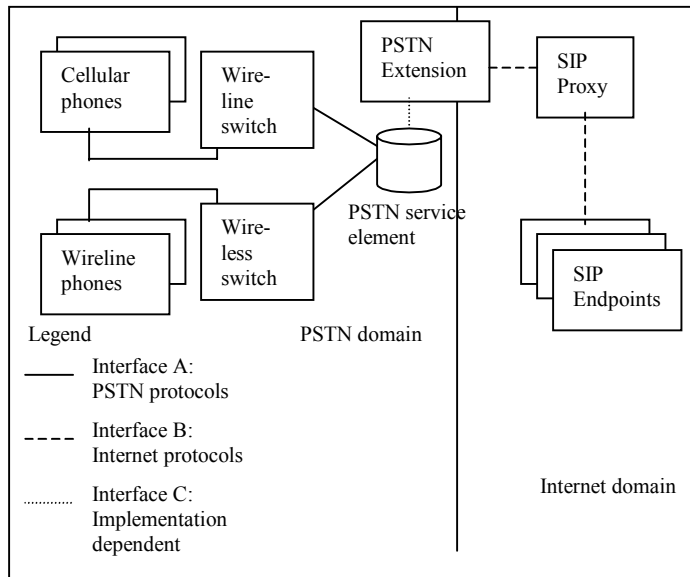 Cellular
phones
Wire-
line
switch
PSTN
Extension
SIP
Proxy
PSTN service
element
Wireline
phones
Wire-
less
switch
SIP
Endpoints
Legend
PSTN domain
Interface A:
PSTN protocols
Interface B:
Internet protocols
Interface C:
Implementation
dependent
Internet domain